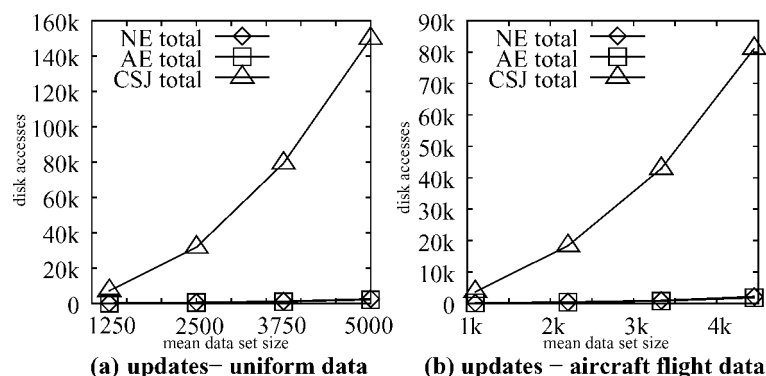 160k
140k
120k
100k
80k
60k
40k
20k
0
disk accesses
NE total
AE total
CSJ total
1250 2500 3750 5000
mean data set size
(a) updates− uniform data
90k
80k
70k
60k
50k
40k
30k
20k
10k
0
disk accesses
NE total
AE total
CSJ total
1k 2k 3k 4k
mean data set size
(b) updates − aircraft flight data